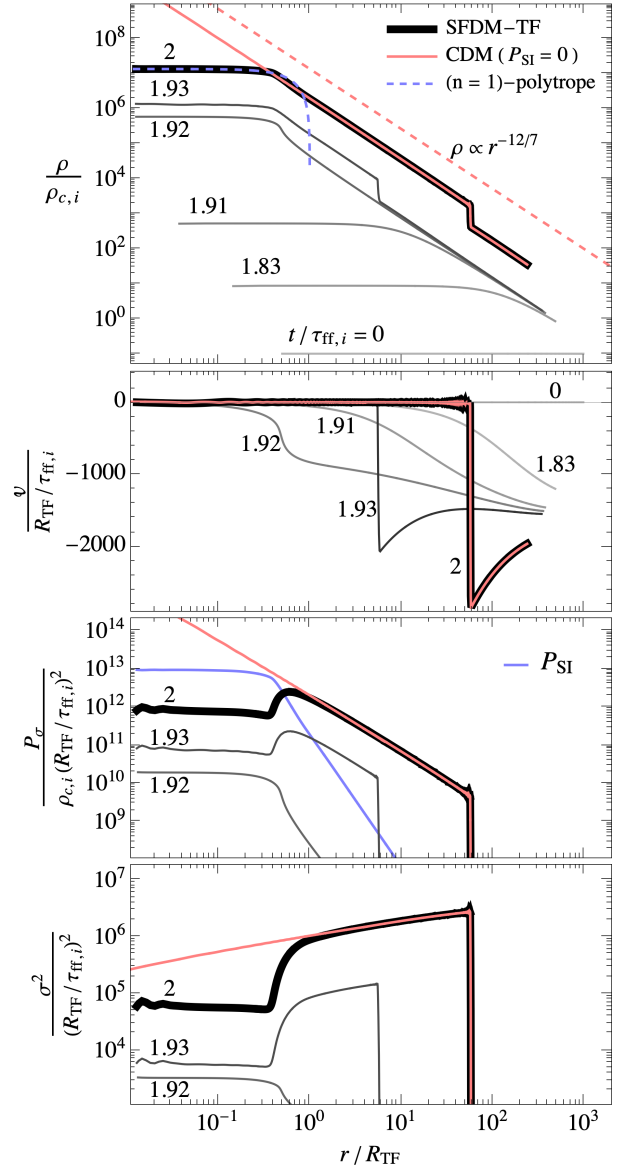 10^8
10^6
10^4
10^2
10^0
ρ / ρ_{c,i}
SFDM-TF
CDM (P_SI = 0)
(n = 1)-polytrope
ρ ∝ r^{-12/7}
2
1.93
1.92
1.91
1.83
t / τ_{ff,i} = 0
0
-1000
-2000
v / R_TF / τ_{ff,i}
0
1.91
1.92
1.83
1.93
2
10^14
10^13
10^12
10^11
10^10
10^9
P_σ / ρ_{c,i} (R_TF / τ_{ff,i})^2
P_SI
2
1.93
1.92
10^7
10^6
10^5
10^4
σ^2 / (R_TF / τ_{ff,i})^2
2
1.93
1.92
10^{-1} 10^0 10^1 10^2 10^3
r / R_TF